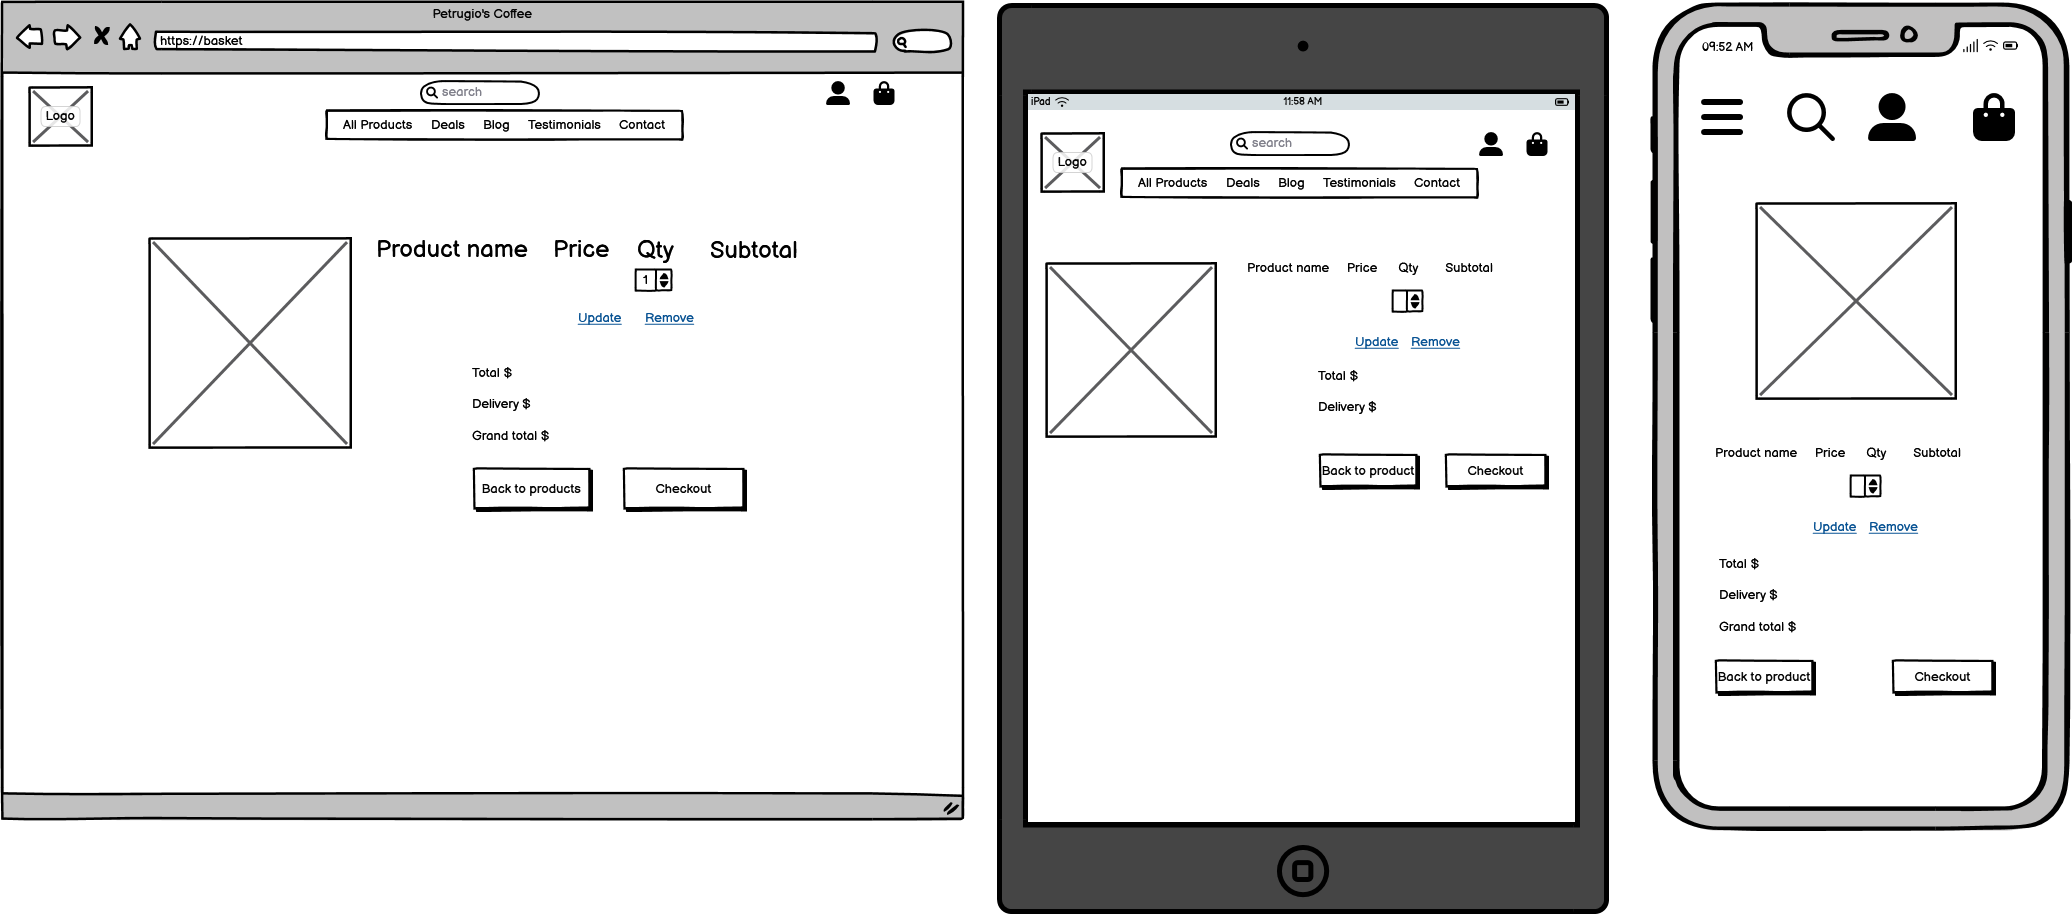 Petrugio's Coffee
https://basket
search
Logo
All Products Deals Blog Testimonials Contact
Product name Price Qty Subtotal
1
Update Remove
Total $
Delivery $
Grand total $
Back to products Checkout
iPad 11:58 AM
search
Logo
All Products Deals Blog Testimonials Contact
Product name Price Qty Subtotal
Update Remove
Total $
Delivery $
Back to product Checkout
09:52 AM
Product name Price Qty Subtotal
Update Remove
Total $
Delivery $
Grand total $
Back to product Checkout